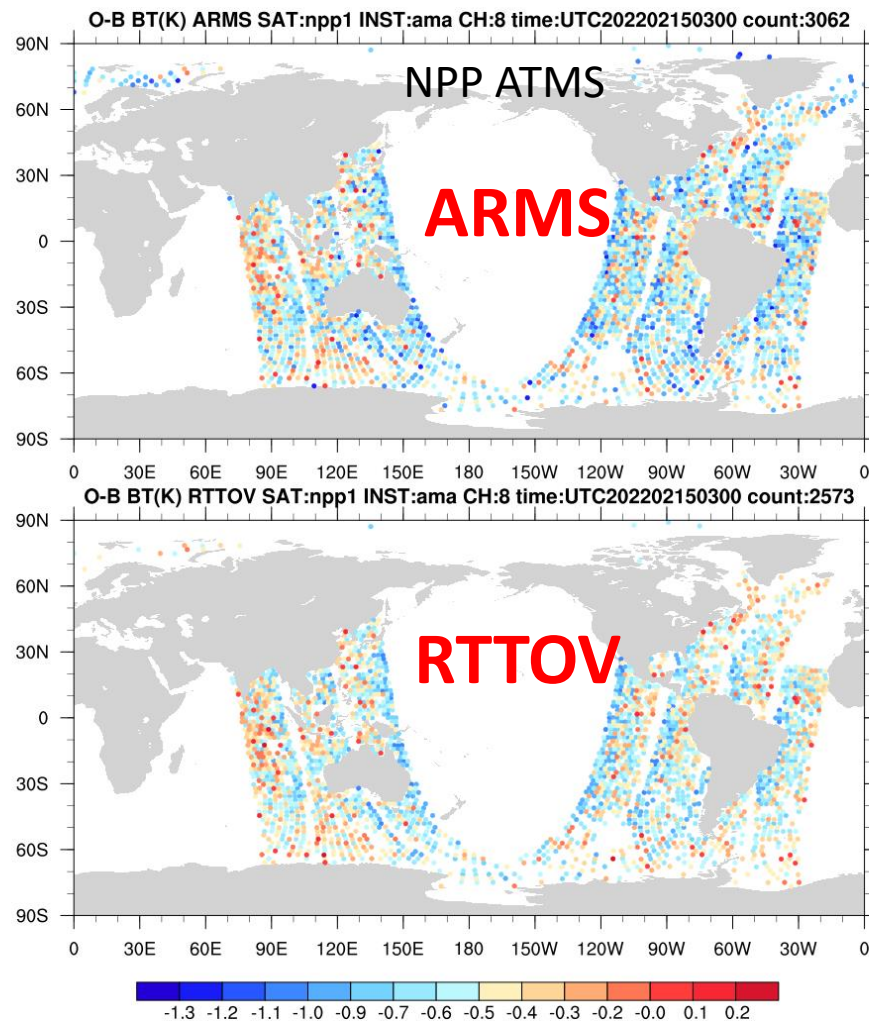 O-B BT(K) ARMS SAT:npp1 INST:ama CH:8 time:UTC202202150300 count:3062
90N
NPP ATMS
60N
30N
ARMS
0
30S
60S
90S
0 30E 60E 90E 120E 150E 180 150W 120W 90W 60W 30W 0
O-B BT(K) RTTOV SAT:npp1 INST:ama CH:8 time:UTC202202150300 count:2573
90N
60N
30N
RTTOV
0
30S
60S
90S
0 30E 60E 90E 120E 150E 180 150W 120W 90W 60W 30W 0
-1.3 -1.2 -1.1 -1.0 -0.9 -0.7 -0.6 -0.5 -0.4 -0.3 -0.2 -0.0 0.1 0.2